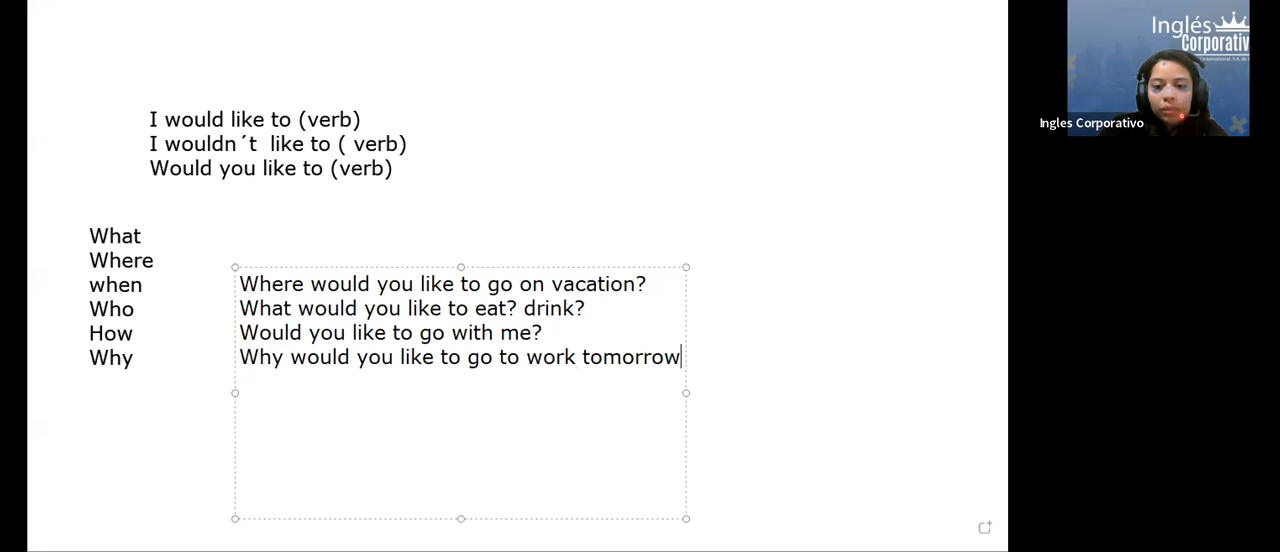 I would like to (verb)
I wouldn´t  like to ( verb)
Would you like to (verb)
What
Where
when
Who
How
Why
Where would you like to go on vacation?
What would you like to eat? drink?
Would you like to go with me?
Why would you like to go to work tomorrow
Inglés
Corporativ
Ingles Corporativo